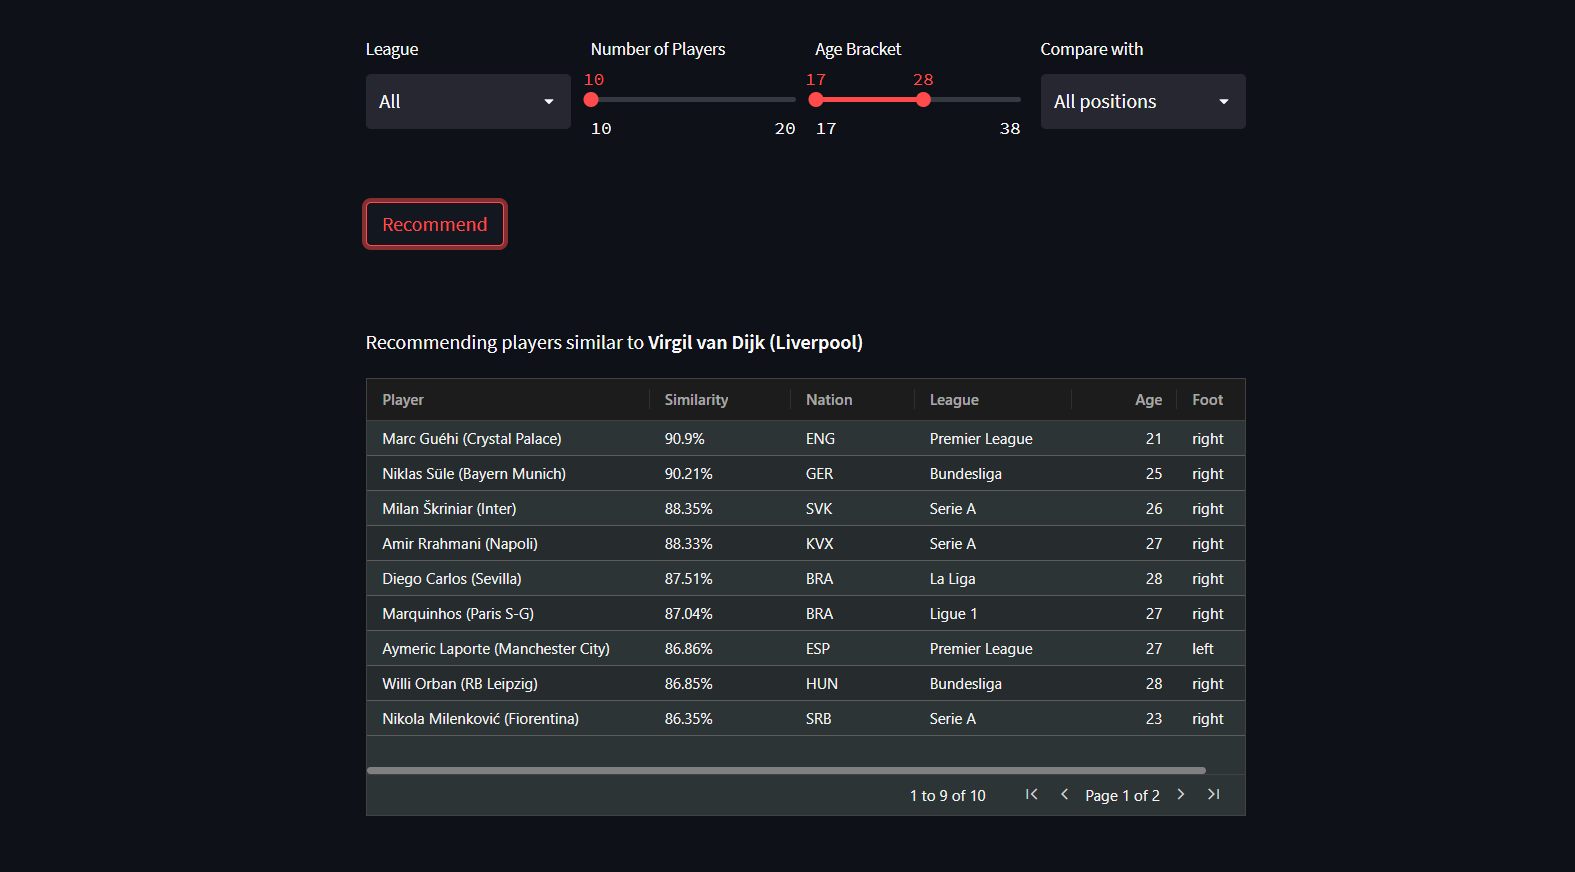 League Number of Players Age Bracket Compare with
10 17 28
All All positions
10 20 17 38
Recommend
Recommending players similar to Virgil van Dijk (Liverpool)
Player Similarity Nation League Age Foot
Marc Guéhi (Crystal Palace) 90.9% ENG Premier League 21 right
Niklas Süle (Bayern Munich) 90.21% GER Bundesliga 25 right
Milan Škriniar (Inter) 88.35% SVK Serie A 26 right
Amir Rrahmani (Napoli) 88.33% KVX Serie A 27 right
Diego Carlos (Sevilla) 87.51% BRA La Liga 28 right
Marquinhos (Paris S-G) 87.04% BRA Ligue 1 27 right
Aymeric Laporte (Manchester City) 86.86% ESP Premier League 27 left
Willi Orban (RB Leipzig) 86.85% HUN Bundesliga 28 right
Nikola Milenković (Fiorentina) 86.35% SRB Serie A 23 right
1 to 9 of 10 Page 1 of 2